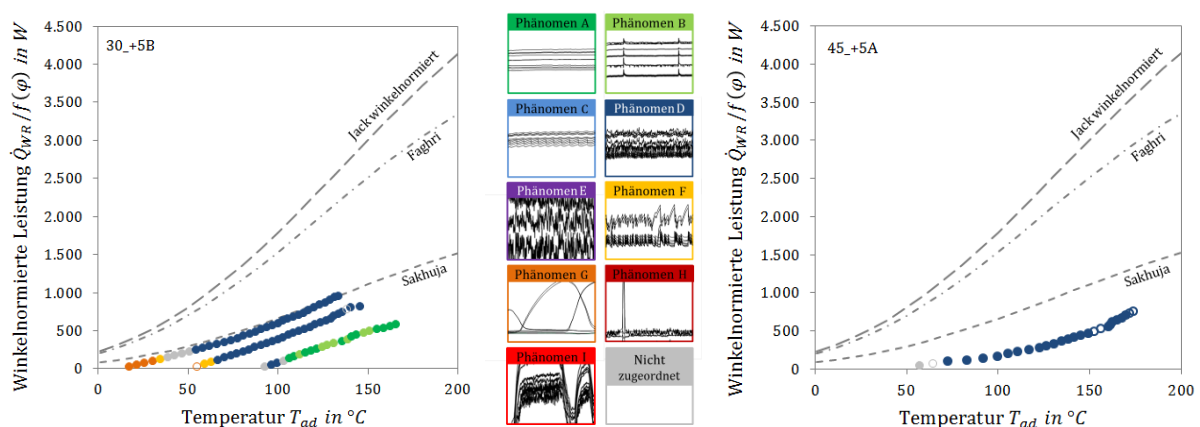 Winkelnormierte Leistung Q̇_WR/f(φ) in W
4.500
4.000
3.500
3.000
2.500
2.000
1.500
1.000
500
0
30_+5B
Jack winkelnormiert
Faghri
Sakhuja
0
50
100
150
200
Temperatur T_ad in °C
Phänomen A
Phänomen B
Phänomen C
Phänomen D
Phänomen E
Phänomen F
Phänomen G
Phänomen H
Phänomen I
Nicht
zugeordnet
Winkelnormierte Leistung Q̇_WR/f(φ) in W
4.500
4.000
3.500
3.000
2.500
2.000
1.500
1.000
500
0
45_+5A
Jack winkelnormiert
Faghri
Sakhuja
0
50
100
150
200
Temperatur T_ad in °C